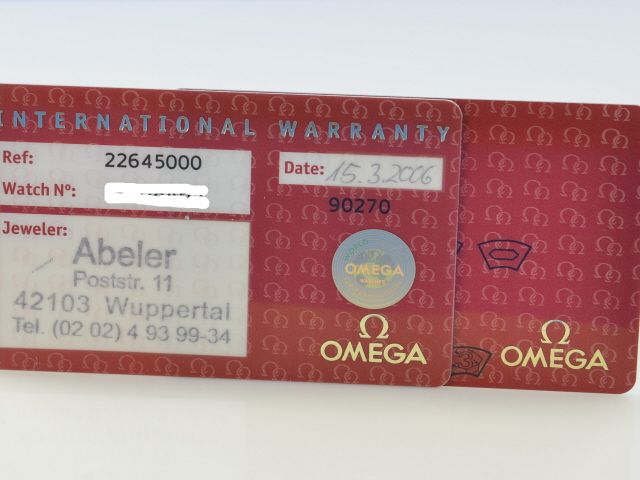 INTERNATIONAL WARRANTY
Ref: 22645000
Watch Nº:
Date: 15.3.2006
90270
Jeweler:
Abeler
Poststr. 11
42103 Wuppertal
Tel. (02 02) 4 93 99-34
OMEGA
OMEGA
OMEGA